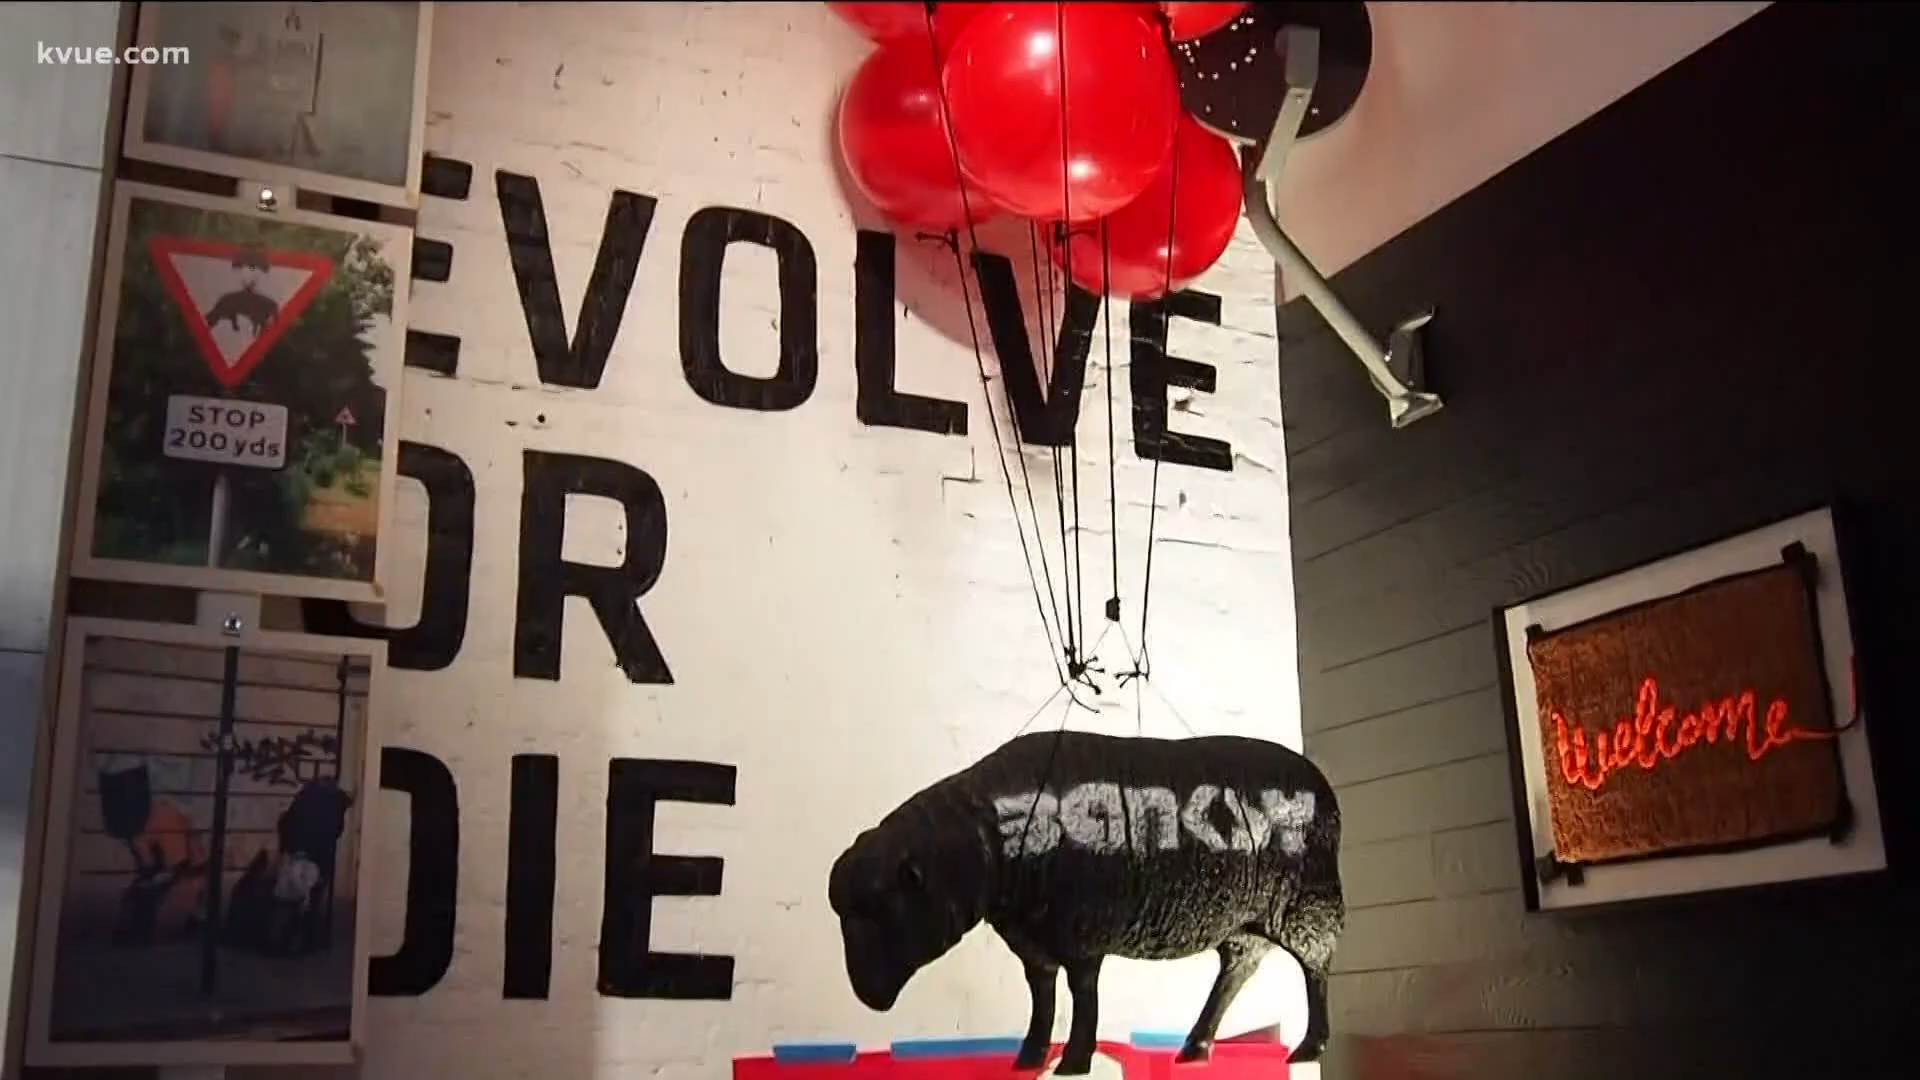 kvue.com
EVOLVE
OR
DIE
STOP
200 yds
BANKSY
welcome